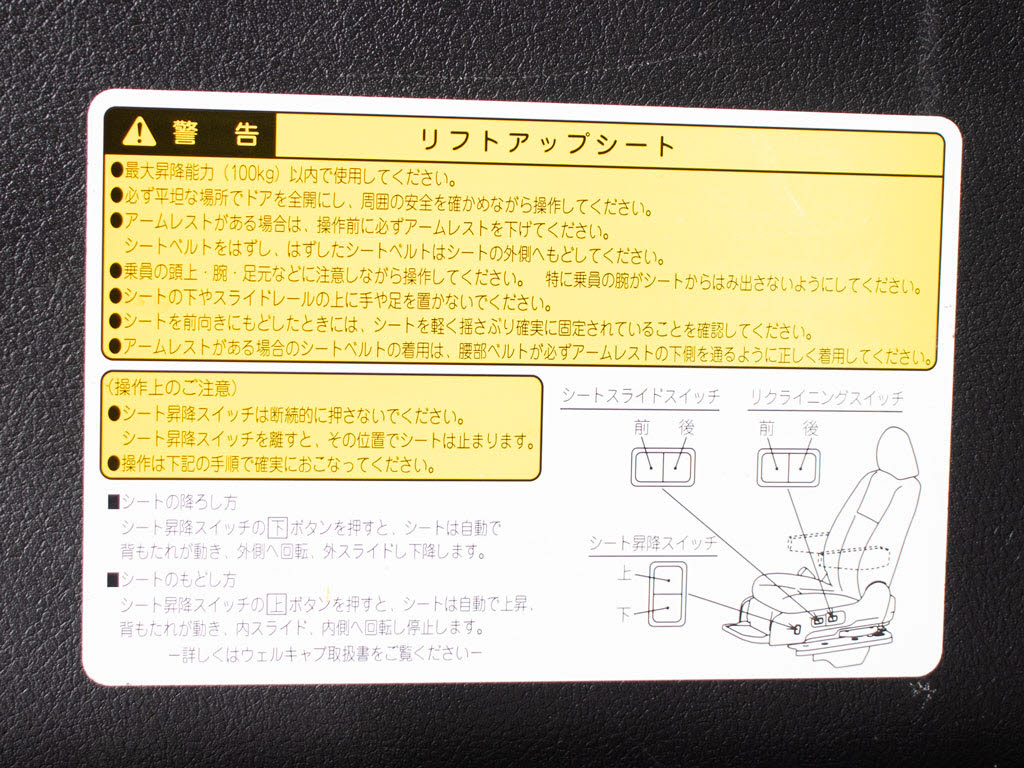 警告
リフトアップシート
●最大昇降能力(100kg)以内で使用してください。
●必ず平坦な場所でドアを全開にし、周囲の安全を確かめながら操作してください。
●アームレストがある場合は、操作前に必ずアームレストを下げてください。
シートベルトをはずし、はずしたシートベルトはシートの外側へもどしてください。
●乗員の頭上・腕・足元などに注意しながら操作してください。 特に乗員の腕がシートからはみ出さないようにしてください。
●シートの下やスライドレールの上に手や足を置かないでください。
●シートを前向きにもどしたときには、シートを軽く揺さぶり確実に固定されていることを確認してください。
●アームレストがある場合のシートベルトの着用は、腰部ベルトが必ずアームレストの下側を通るように正しく着用してください。
(操作上のご注意)
●シート昇降スイッチは断続的に押さないでください。
シート昇降スイッチを離すと、その位置でシートは止まります。
●操作は下記の手順で確実におこなってください。
■シートの降ろし方
シート昇降スイッチの下ボタンを押すと、シートは自動で
背もたれが動き、外側へ回転、外スライドし下降します。
■シートのもどし方
シート昇降スイッチの上ボタンを押すと、シートは自動で上昇、
背もたれが動き、内スライド、内側へ回転し停止します。
ー詳しくはウェルキャブ取扱書をご覧くださいー
シートスライドスイッチ
前 後
リクライニングスイッチ
前 後
シート昇降スイッチ
上
下